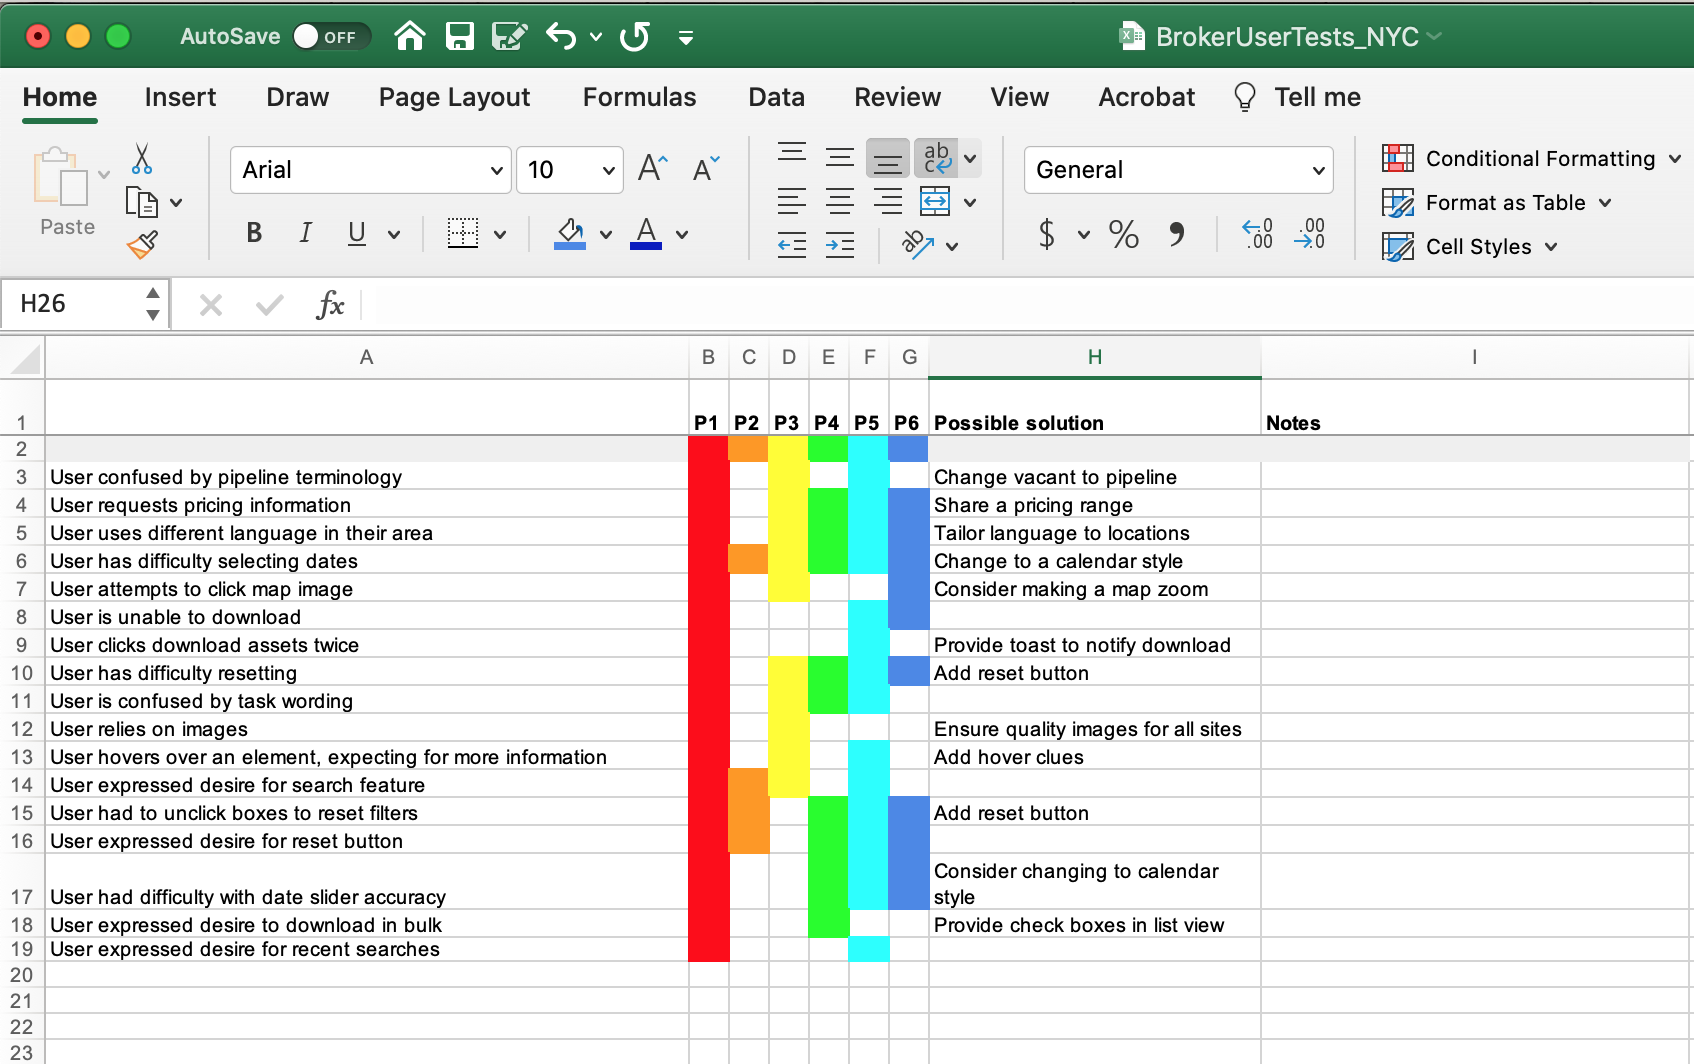 AutoSave OFF BrokerUserTests_NYC
Home Insert Draw Page Layout Formulas Data Review View Acrobat Tell me
Paste
Arial 10
General
Conditional Formatting
Format as Table
Cell Styles
B I U A
$ % 9
H26 fx
A B C D E F G H I
1 P1 P2 P3 P4 P5 P6 Possible solution Notes
2
3 User confused by pipeline terminology Change vacant to pipeline
4 User requests pricing information Share a pricing range
5 User uses different language in their area Tailor language to locations
6 User has difficulty selecting dates Change to a calendar style
7 User attempts to click map image Consider making a map zoom
8 User is unable to download
9 User clicks download assets twice Provide toast to notify download
10 User has difficulty resetting Add reset button
11 User is confused by task wording
12 User relies on images Ensure quality images for all sites
13 User hovers over an element, expecting for more information Add hover clues
14 User expressed desire for search feature
15 User had to unclick boxes to reset filters Add reset button
16 User expressed desire for reset button
Consider changing to calendar
17 User had difficulty with date slider accuracy style
18 User expressed desire to download in bulk Provide check boxes in list view
19 User expressed desire for recent searches
20
21
22
23